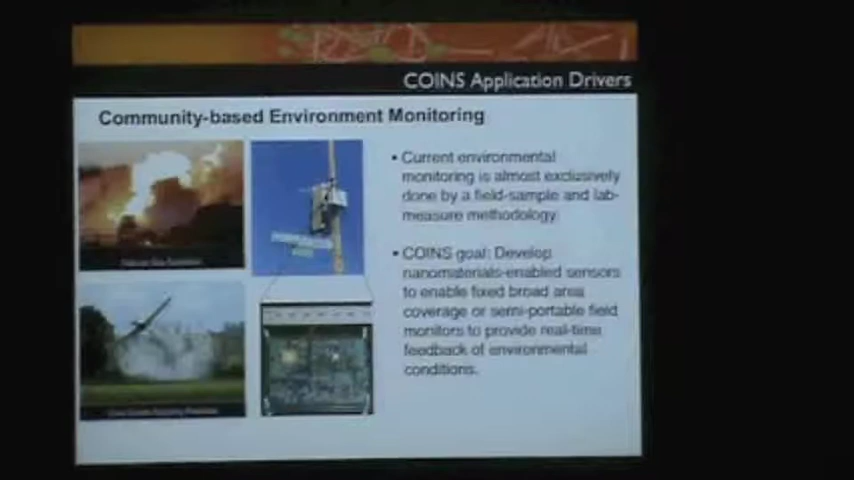 COINS Application Drivers
Community-based Environment Monitoring
• Current environmental
monitoring is almost exclusively
done by a field-sample and lab-
measure methodology.
• COINS goal: Develop
nanomaterials-enabled sensors
to enable fixed broad area
coverage or semi-portable field
monitors to provide real-time
feedback of environmental
conditions.